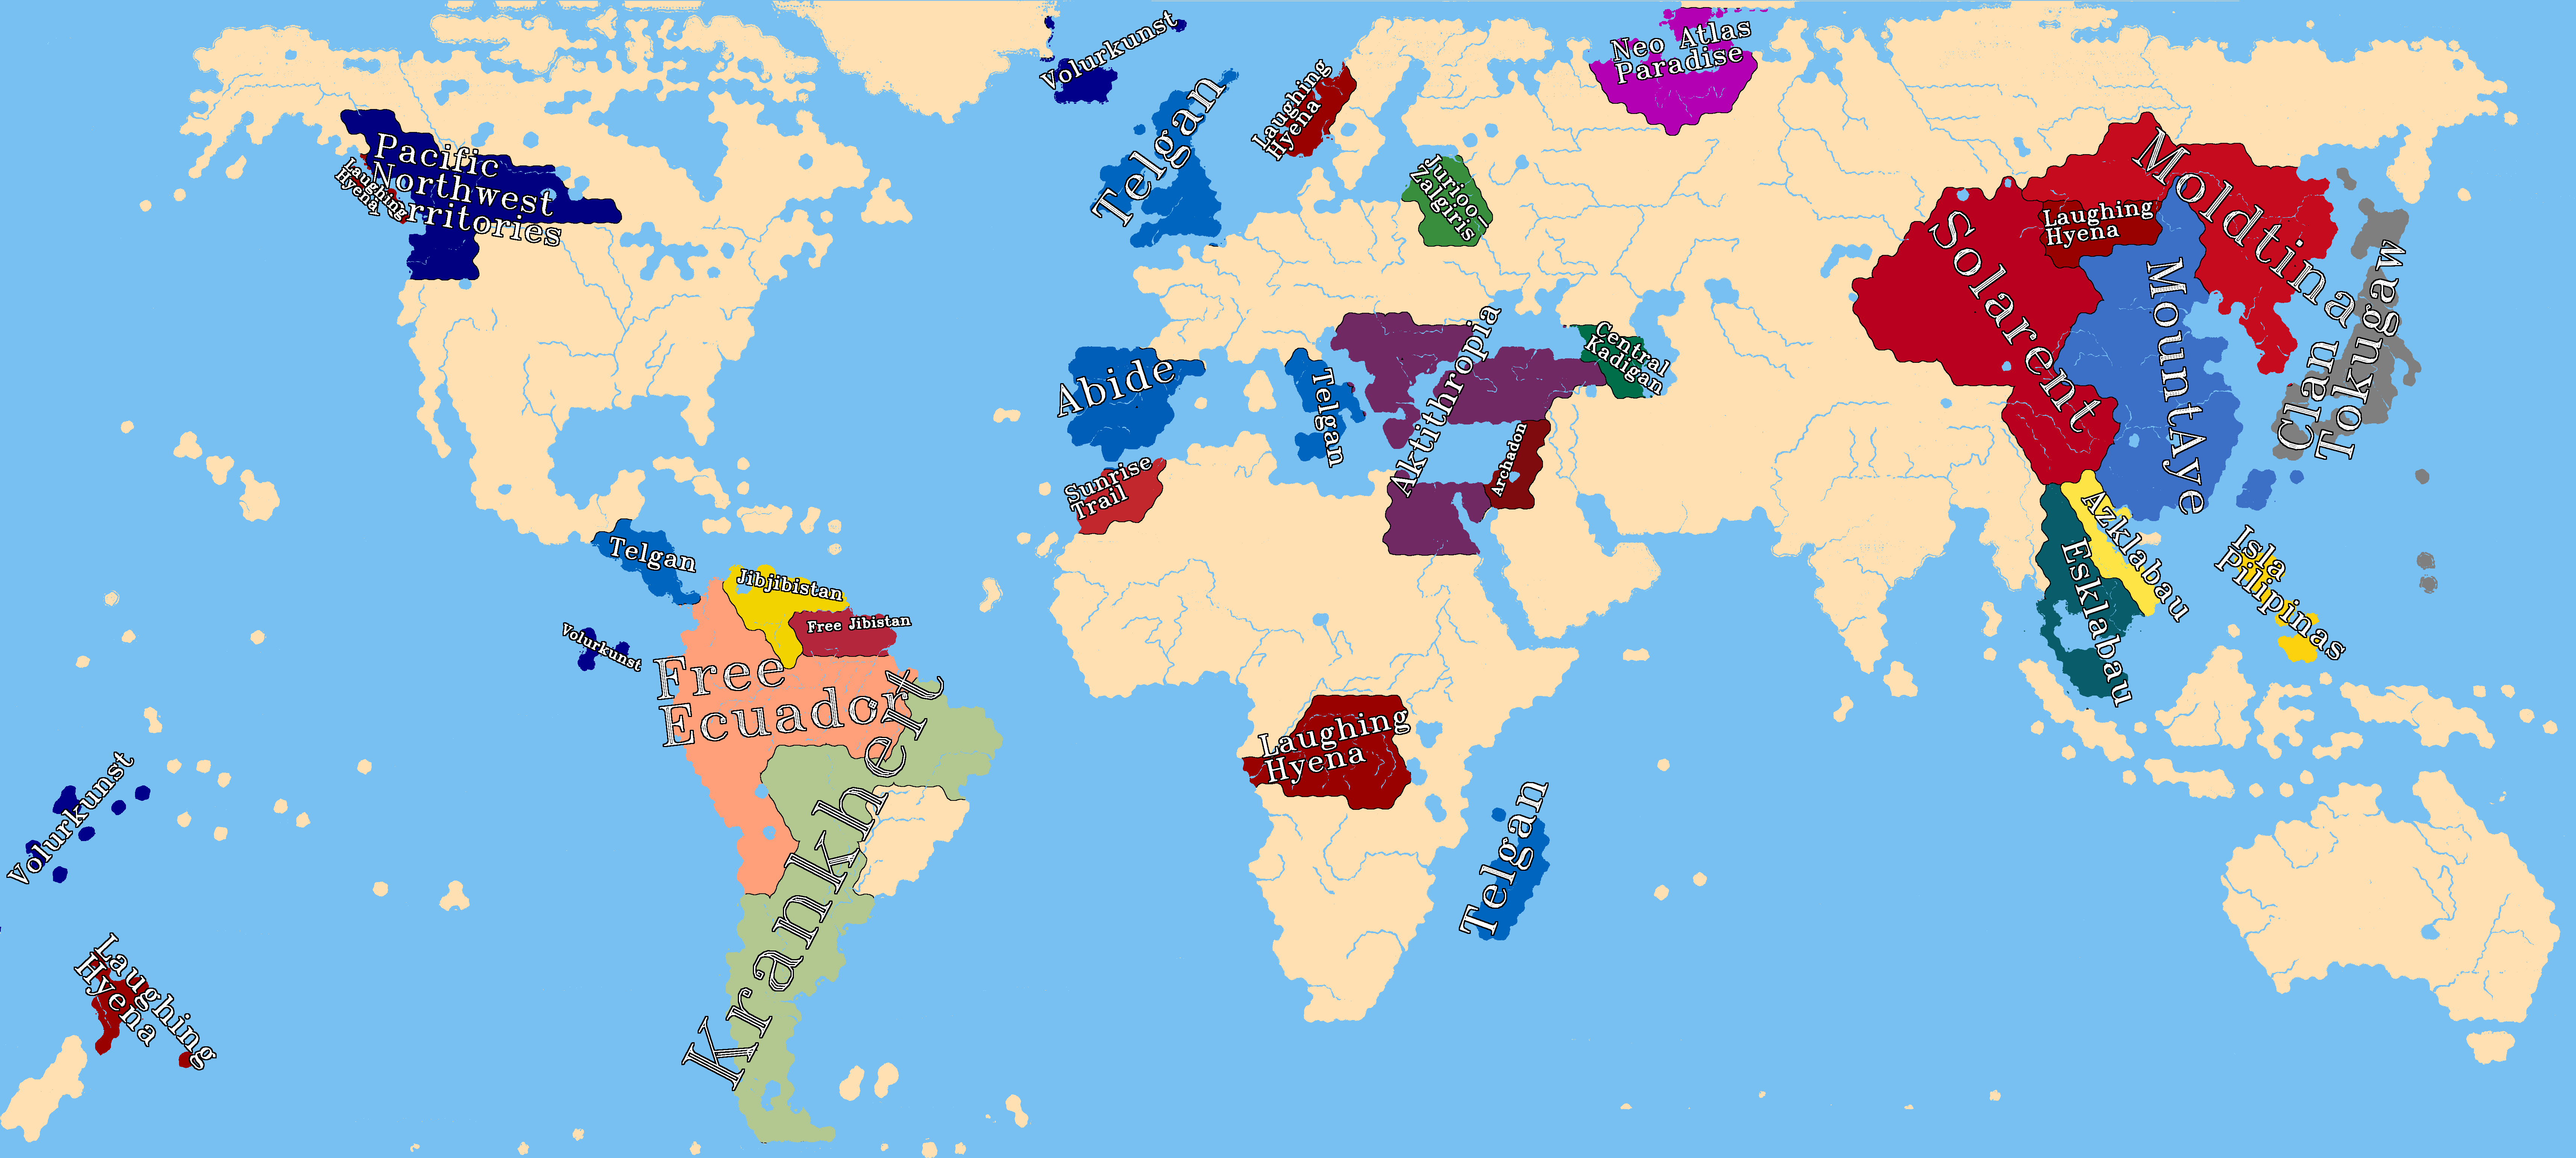 Volurkunst
Neo Atlas
Paradise
Laughing
Hyena
Telgan
Pacific
Northwest
Territories
Laughing
Hyena
Jurioo-
Zalgiris
Moldtina
Laughing
Hyena
Solarent
MountAye
Clan
Tokugaw
Abide
Telgan
Aktithropia
Central
Kadigan
Archadon
Sunrise
Trail
Telgan
Jibjibistan
Free Jibistan
Volurkunst
Free
Ecuador
Krankheit
Azklabau
Esklabau
Isla
Pilipinas
Laughing
Hyena
Telgan
Volurkunst
Laughing
Hyena